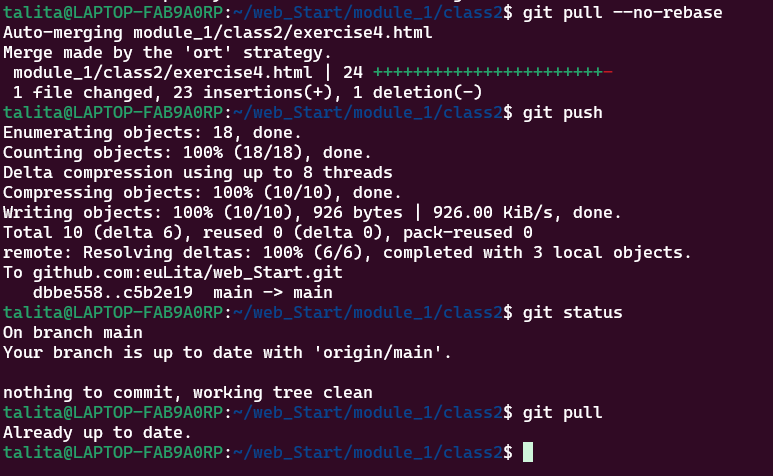 talita@LAPTOP-FAB9A0RP:~/web_Start/module_1/class2$ git pull --no-rebase
Auto-merging module_1/class2/exercise4.html
Merge made by the 'ort' strategy.
 module_1/class2/exercise4.html | 24 +++++++++++++++++++++++-
 1 file changed, 23 insertions(+), 1 deletion(-)
talita@LAPTOP-FAB9A0RP:~/web_Start/module_1/class2$ git push
Enumerating objects: 18, done.
Counting objects: 100% (18/18), done.
Delta compression using up to 8 threads
Compressing objects: 100% (10/10), done.
Writing objects: 100% (10/10), 926 bytes | 926.00 KiB/s, done.
Total 10 (delta 6), reused 0 (delta 0), pack-reused 0
remote: Resolving deltas: 100% (6/6), completed with 3 local objects.
To github.com:euLita/web_Start.git
   dbbe558..c5b2e19  main -> main
talita@LAPTOP-FAB9A0RP:~/web_Start/module_1/class2$ git status
On branch main
Your branch is up to date with 'origin/main'.

nothing to commit, working tree clean
talita@LAPTOP-FAB9A0RP:~/web_Start/module_1/class2$ git pull
Already up to date.
talita@LAPTOP-FAB9A0RP:~/web_Start/module_1/class2$